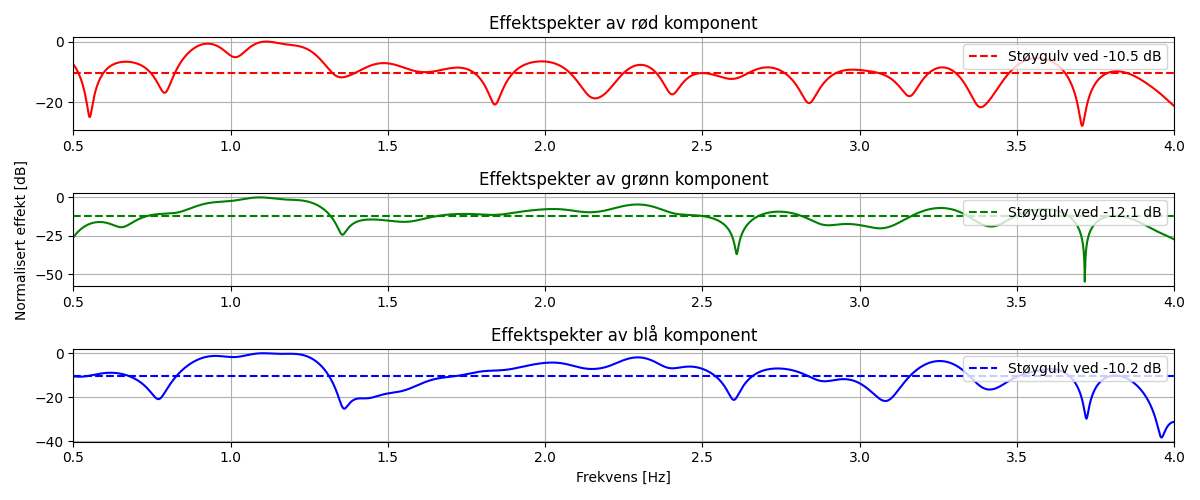 Effektspekter av rød komponent
0
−20
Støygulv ved -10.5 dB
0.5 1.0 1.5 2.0 2.5 3.0 3.5 4.0
Normalisert effekt [dB]
Effektspekter av grønn komponent
0
−25
−50
Støygulv ved -12.1 dB
0.5 1.0 1.5 2.0 2.5 3.0 3.5 4.0
Effektspekter av blå komponent
0
−20
−40
Støygulv ved -10.2 dB
0.5 1.0 1.5 2.0 2.5 3.0 3.5 4.0
Frekvens [Hz]